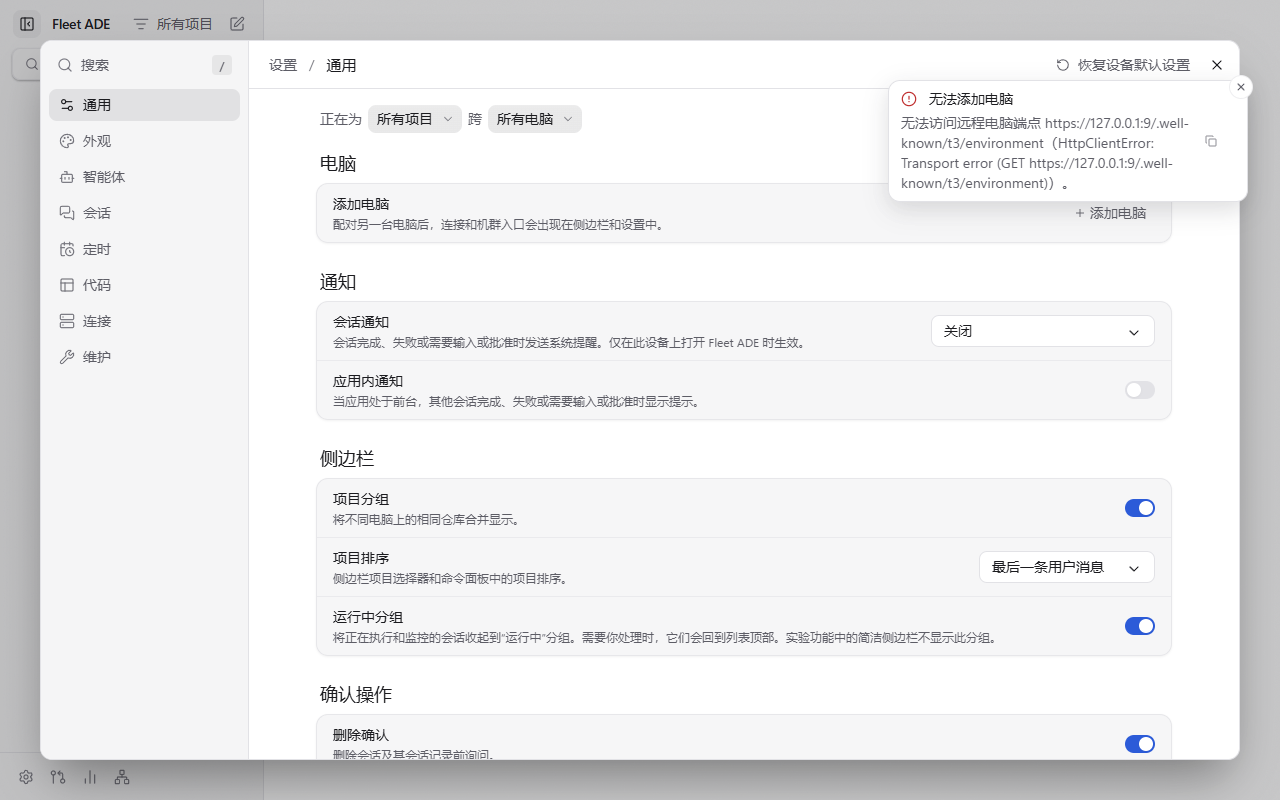 Fleet ADE
所有项目
搜索
/
通用
外观
智能体
会话
定时
代码
连接
维护
设置 / 通用
恢复设备默认设置
无法添加电脑
无法访问远程电脑端点 https://127.0.0.1:9/.well-
known/t3/environment（HttpClientError:
Transport error (GET https://127.0.0.1:9/.well-
known/t3/environment)）。
正在为 所有项目 跨 所有电脑
电脑
添加电脑
配对另一台电脑后，连接和机群入口会出现在侧边栏和设置中。
+ 添加电脑
通知
会话通知
会话完成、失败或需要输入或批准时发送系统提醒。仅在此设备上打开 Fleet ADE 时生效。
关闭
应用内通知
当应用处于前台，其他会话完成、失败或需要输入或批准时显示提示。
侧边栏
项目分组
将不同电脑上的相同仓库合并显示。
项目排序
侧边栏项目选择器和命令面板中的项目排序。
最后一条用户消息
运行中分组
将正在执行和监控的会话收起到“运行中”分组。需要你处理时，它们会回到列表顶部。实验功能中的简洁侧边栏不显示此分组。
确认操作
删除确认
删除会话及其会话记录前询问。